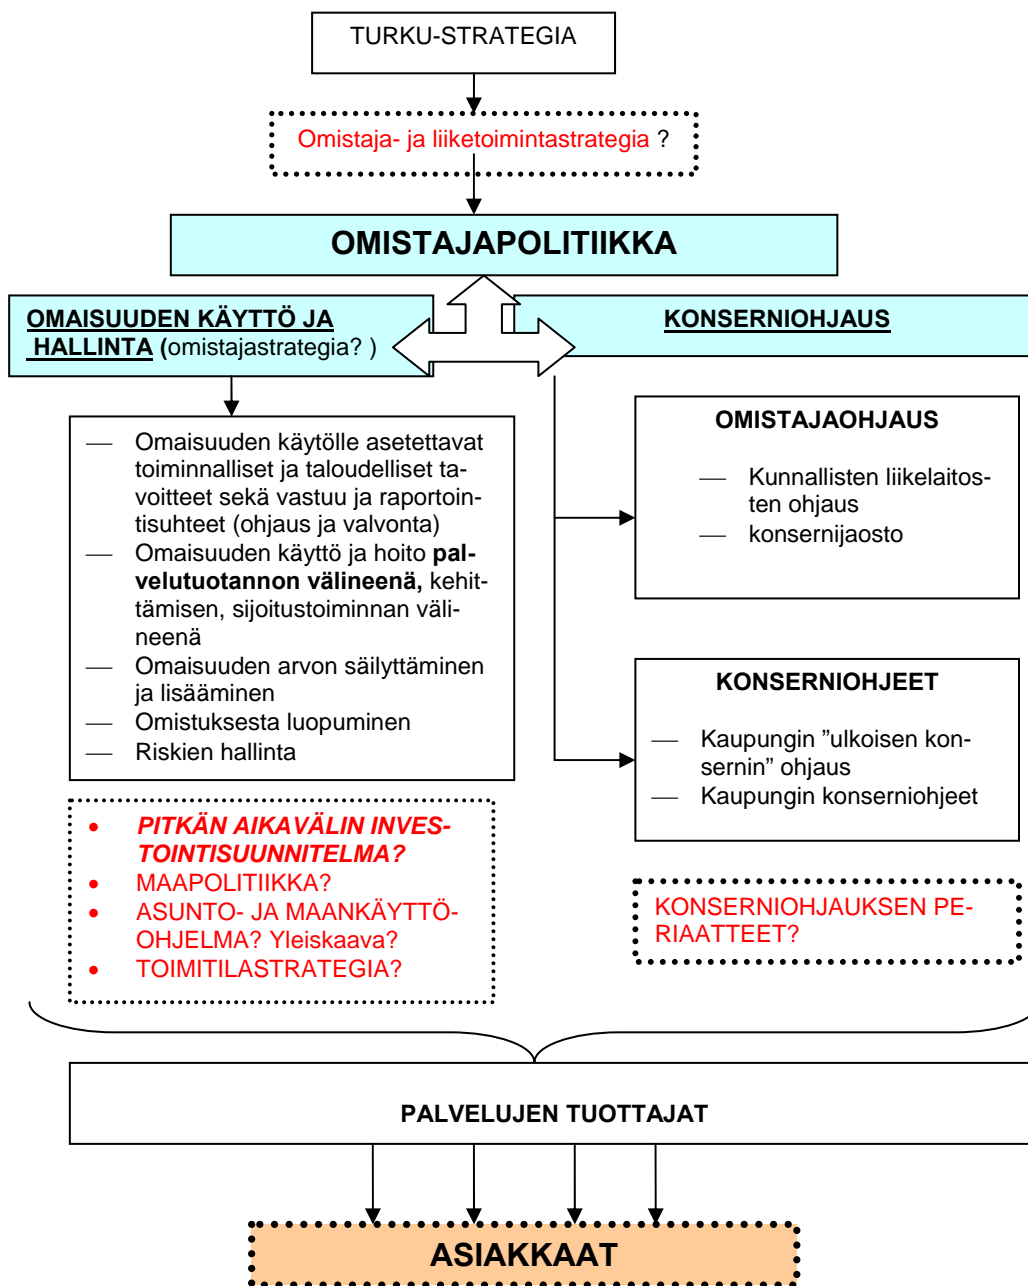 TURKU-STRATEGIA
Omistaja- ja liiketoimintastrategia ?
OMISTAJAPOLITIIKKA
OMAISUUDEN KÄYTTÖ JA
HALLINTA (omistajastrategia? )
KONSERNIOHJAUS
— Omaisuuden käytölle asetettavat
toiminnalliset ja taloudelliset ta-
voitteet sekä vastuu ja raportoin-
tisuhteet (ohjaus ja valvonta)
— Omaisuuden käyttö ja hoito pal-
velutuotannon välineenä, kehit-
tämisen, sijoitustoiminnan väli-
neenä
— Omaisuuden arvon säilyttäminen
ja lisääminen
— Omistuksesta luopuminen
— Riskien hallinta
OMISTAJAOHJAUS
— Kunnallisten liikelaitos-
ten ohjaus
— konsernijaosto
KONSERNIOHJEET
— Kaupungin ”ulkoisen kon-
sernin” ohjaus
— Kaupungin konserniohjeet
• PITKÄN AIKAVÄLIN INVES-
TOINTISUUNNITELMA?
• MAAPOLITIIKKA?
• ASUNTO- JA MAANKÄYTTÖ-
OHJELMA? Yleiskaava?
• TOIMITILASTRATEGIA?
KONSERNIOHJAUKSEN PE-
RIAATTEET?
PALVELUJEN TUOTTAJAT
ASIAKKAAT